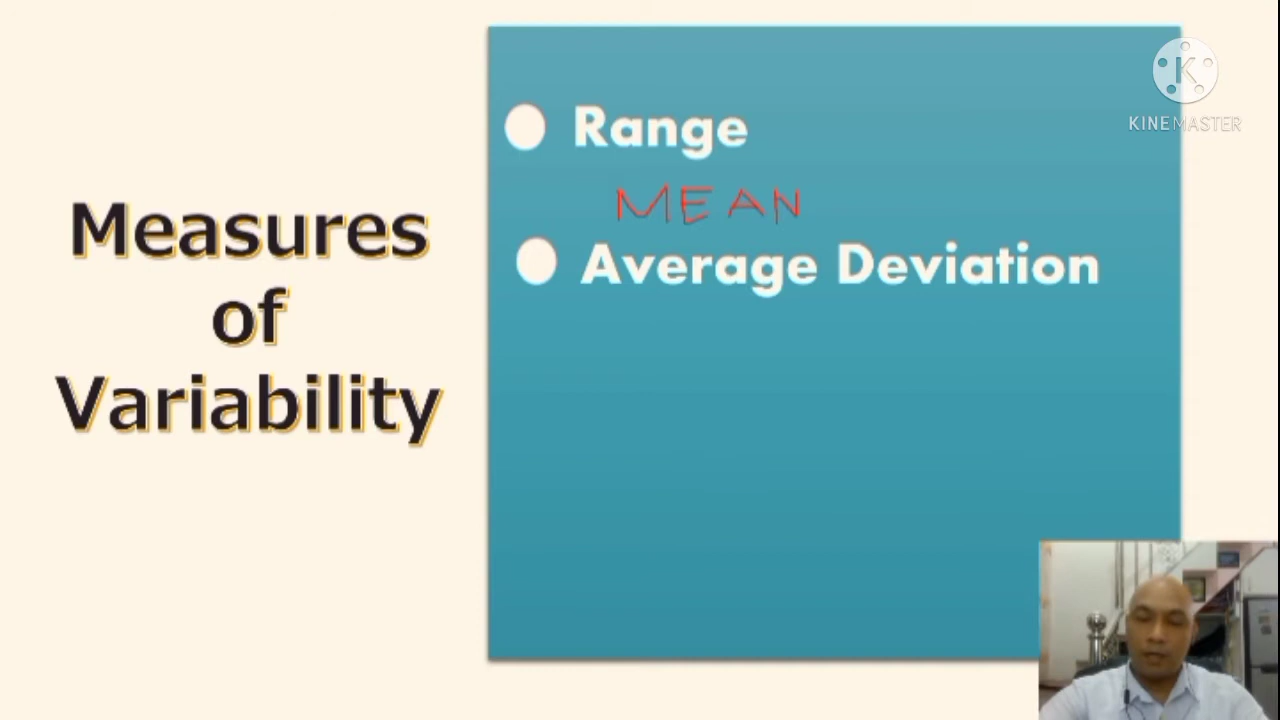 Measures
of
Variability
Range
MEAN
Average Deviation
K
KINEMASTER